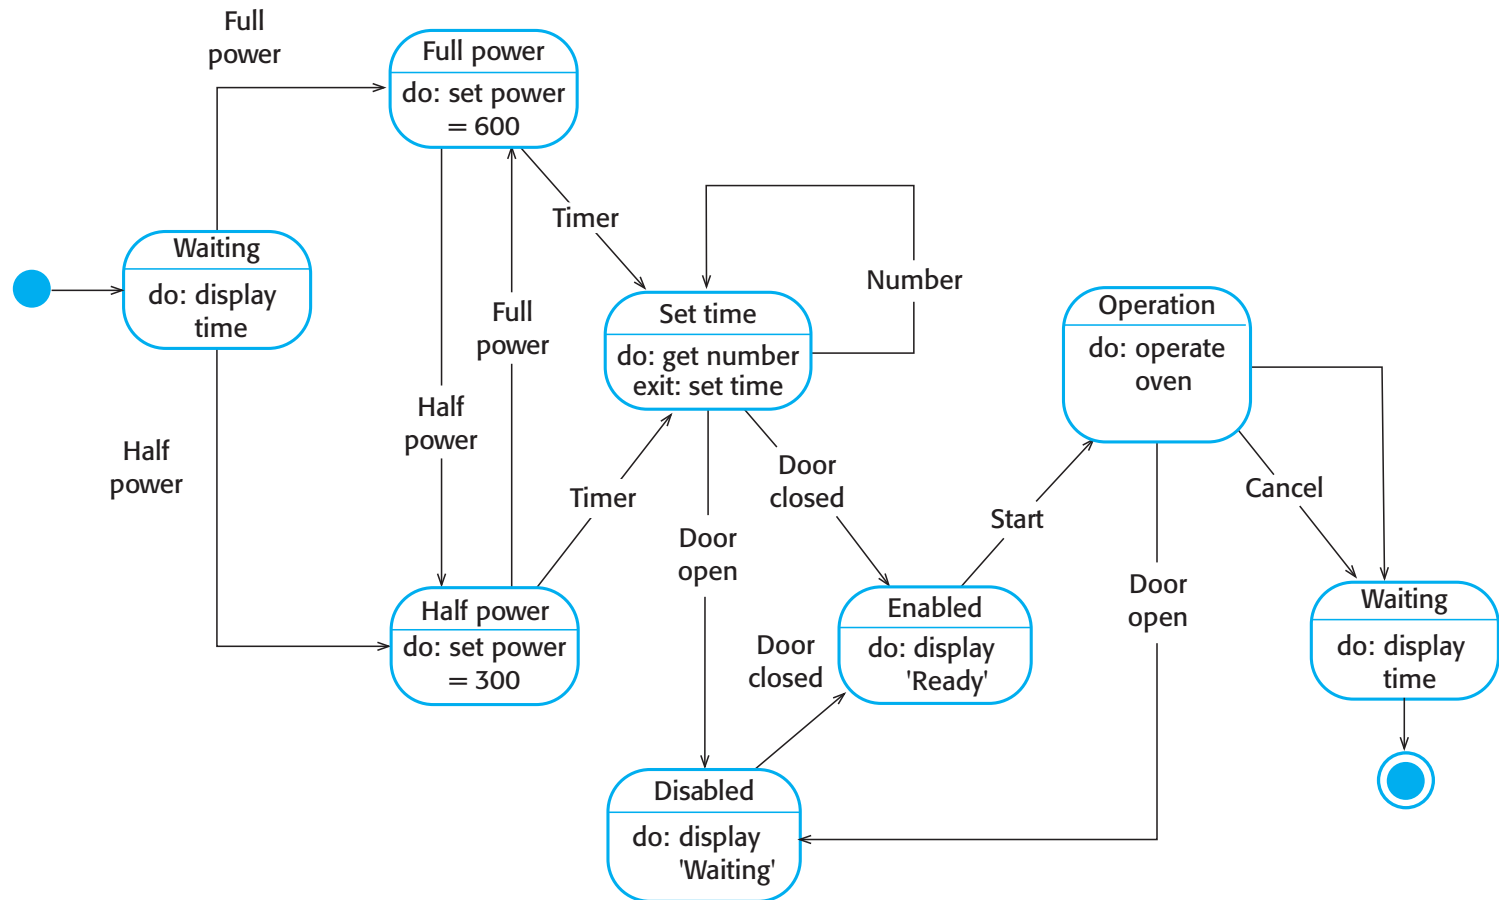 Full
power
Full power
do: set power
= 600
Timer
Waiting
do: display
time
Number
Full
power
Set time
do: get number
exit: set time
Operation
do: operate
oven
Half
power
Half
power
Timer
Door
closed
Cancel
Start
Door
open
Door
open
Half power
do: set power
= 300
Enabled
do: display
'Ready'
Door
closed
Waiting
do: display
time
Disabled
do: display
'Waiting'